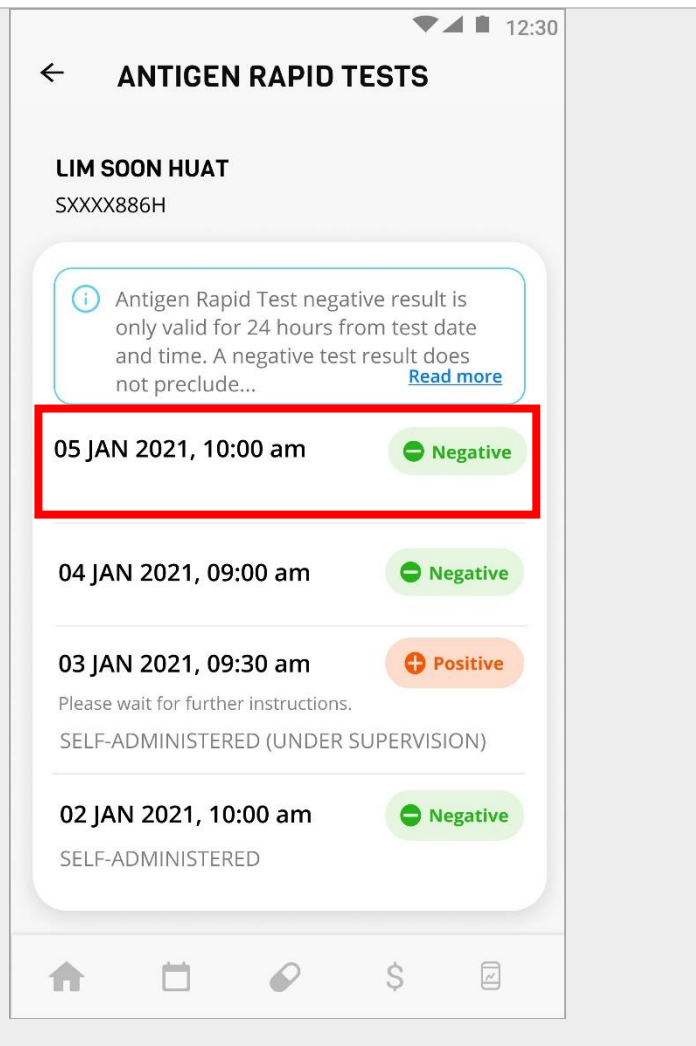 12:30
ANTIGEN RAPID TESTS
LIM SOON HUAT
SXXXX886H
Antigen Rapid Test negative result is
only valid for 24 hours from test date
and time. A negative test result does
not preclude... Read more
05 JAN 2021, 10:00 am Negative
04 JAN 2021, 09:00 am Negative
03 JAN 2021, 09:30 am Positive
Please wait for further instructions.
SELF-ADMINISTERED (UNDER SUPERVISION)
02 JAN 2021, 10:00 am Negative
SELF-ADMINISTERED